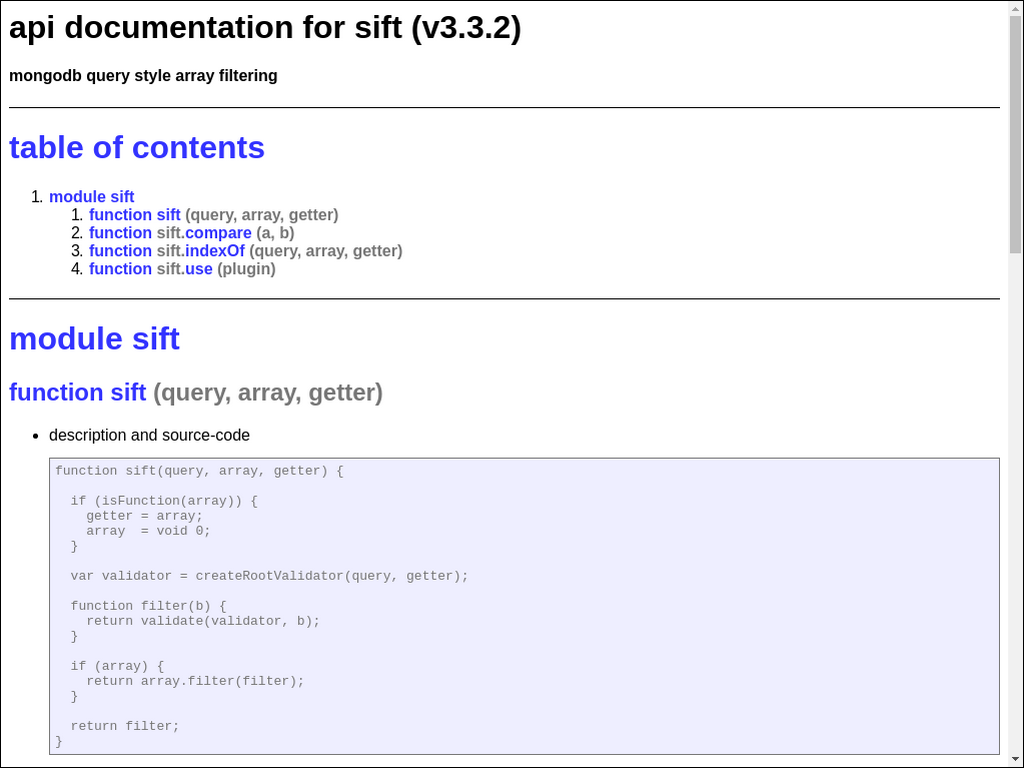 api documentation for sift (v3.3.2)
mongodb query style array filtering
table of contents
1. module sift
1. function sift (query, array, getter)
2. function sift.compare (a, b)
3. function sift.indexOf (query, array, getter)
4. function sift.use (plugin)
module sift
function sift (query, array, getter)
• description and source-code
function sift(query, array, getter) {
  if (isFunction(array)) {
    getter = array;
    array  = void 0;
  }
  var validator = createRootValidator(query, getter);
  function filter(b) {
    return validate(validator, b);
  }
  if (array) {
    return array.filter(filter);
  }
  return filter;
}